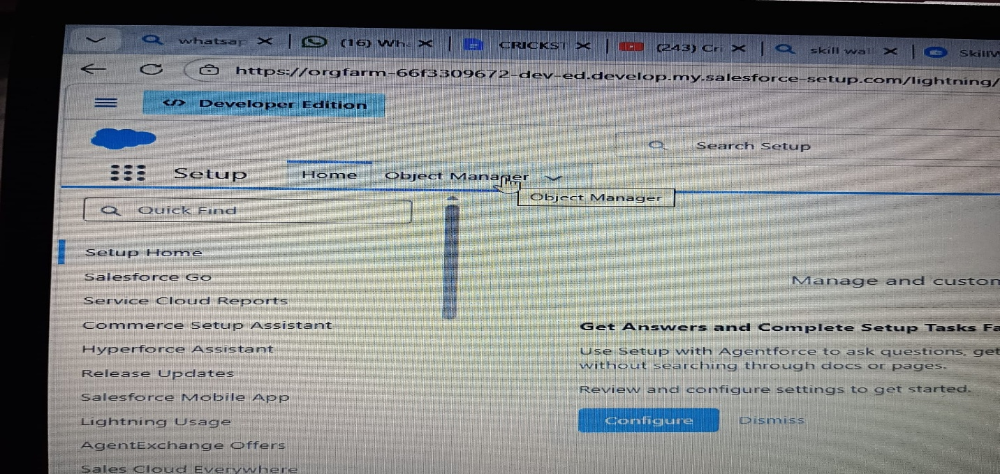 whatsap
(16) Wh
CRICKST
(243) Cri
skill wal
SkillW
https://orgfarm-66f3309672-dev-ed.develop.my.salesforce-setup.com/lightning/
</> Developer Edition
Search Setup
Setup
Home
Object Manager
Object Manager
Quick Find
Setup Home
Salesforce Go
Service Cloud Reports
Commerce Setup Assistant
Hyperforce Assistant
Release Updates
Salesforce Mobile App
Lightning Usage
AgentExchange Offers
Sales Cloud Everywhere
Manage and custom
Get Answers and Complete Setup Tasks Fa
Use Setup with Agentforce to ask questions, get
without searching through docs or pages.
Review and configure settings to get started.
Configure
Dismiss